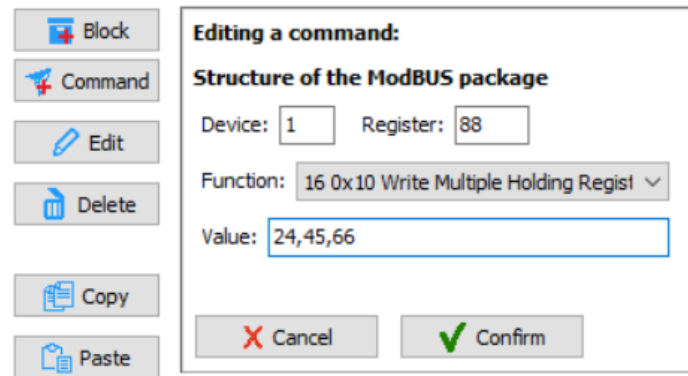 Block
Command
Edit
Delete
Copy
Paste
Editing a command:
Structure of the ModBUS package
Device: 1 Register: 88
Function: 16 0x10 Write Multiple Holding Regist
Value: 24,45,66
Cancel Confirm